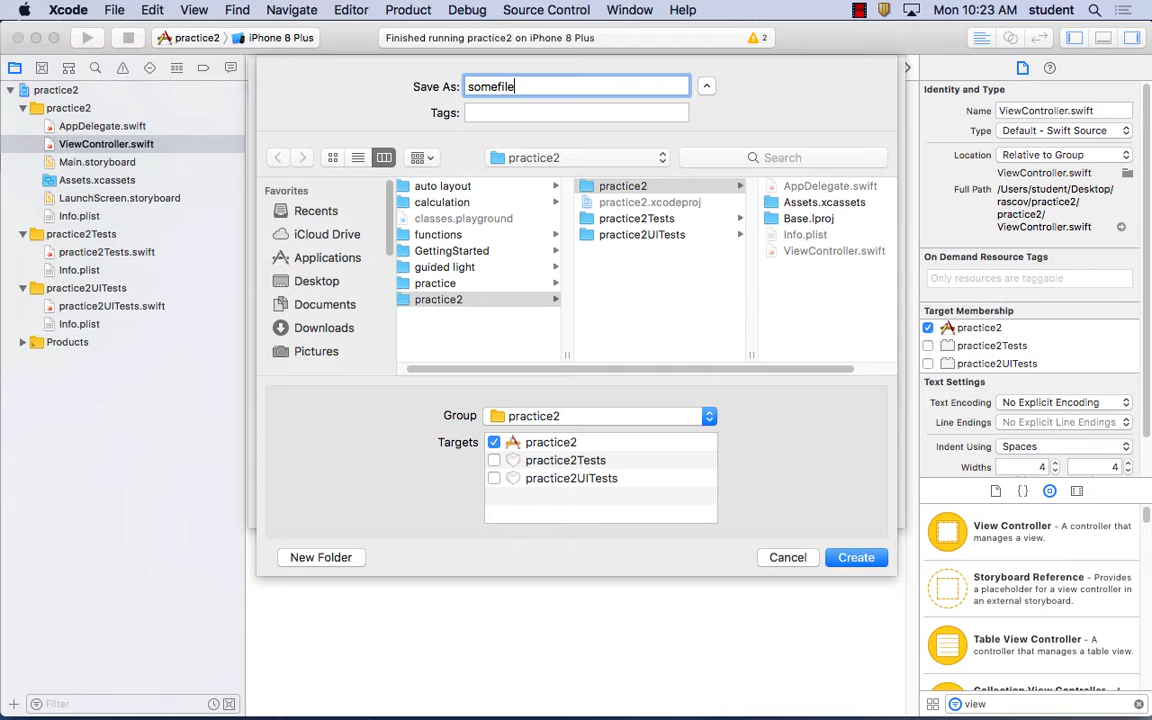 Xcode File Edit View Find Navigate Editor Product Debug Source Control Window Help Mon 10:23 AM student
practice2 iPhone 8 Plus Finished running practice2 on iPhone 8 Plus 2
practice2
practice2
AppDelegate.swift
ViewController.swift
Main.storyboard
Assets.xcassets
LaunchScreen.storyboard
Info.plist
practice2Tests
practice2Tests.swift
Info.plist
practice2UITests
practice2UITests.swift
Info.plist
Products
Filter
Save As: somefile
Tags:
practice2
Search
Favorites
Recents
iCloud Drive
Applications
Desktop
Documents
Downloads
Pictures
auto layout
calculation
classes.playground
functions
GettingStarted
guided light
practice
practice2
practice2
practice2.xcodeproj
practice2Tests
practice2UITests
AppDelegate.swift
Assets.xcassets
Base.lproj
Info.plist
ViewController.swift
Group practice2
Targets practice2
practice2Tests
practice2UITests
New Folder Cancel Create
Identity and Type
Name ViewController.swift
Type Default - Swift Source
Location Relative to Group
ViewController.swift
Full Path /Users/student/Desktop/
rascov/practice2/
practice2/
ViewController.swift
On Demand Resource Tags
Only resources are taggable
Target Membership
practice2
practice2Tests
practice2UITests
Text Settings
Text Encoding No Explicit Encoding
Line Endings No Explicit Line Endings
Indent Using Spaces
Widths 4 4
View Controller - A controller that
manages a view.
Storyboard Reference - Provides
a placeholder for a view controller in
an external storyboard.
Table View Controller - A
controller that manages a table view.
view